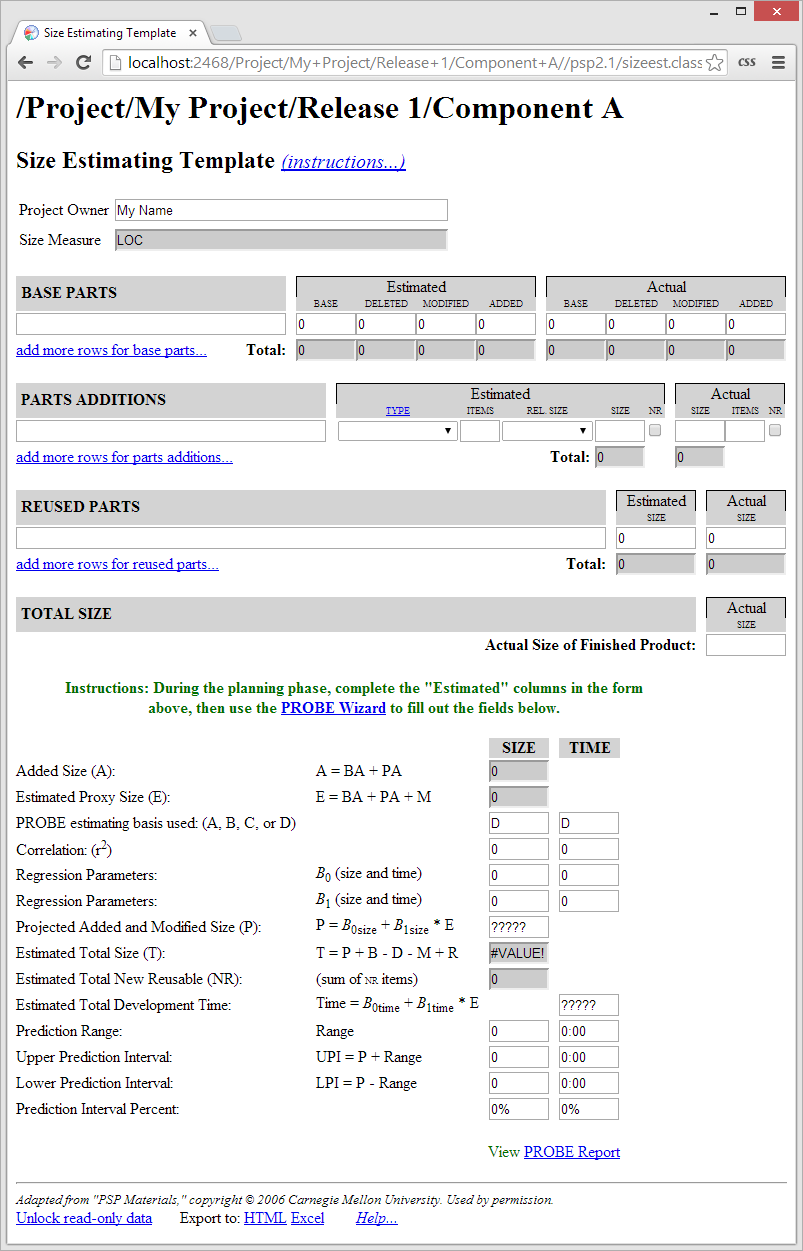 Size Estimating Template
localhost:2468/Project/My+Project/Release+1/Component+A//psp2.1/sizeest.class
css
/Project/My Project/Release 1/Component A
Size Estimating Template (instructions...)
Project Owner My Name
Size Measure LOC
BASE PARTS Estimated Actual
BASE DELETED MODIFIED ADDED BASE DELETED MODIFIED ADDED
0 0 0 0 0 0 0 0
add more rows for base parts... Total: 0 0 0 0 0 0 0 0
PARTS ADDITIONS Estimated Actual
TYPE ITEMS REL. SIZE SIZE NR SIZE ITEMS NR
add more rows for parts additions... Total: 0 0
REUSED PARTS Estimated Actual
SIZE SIZE
0 0
add more rows for reused parts... Total: 0 0
TOTAL SIZE Actual
SIZE
Actual Size of Finished Product:
Instructions: During the planning phase, complete the "Estimated" columns in the form
above, then use the PROBE Wizard to fill out the fields below.
SIZE TIME
Added Size (A): A = BA + PA 0
Estimated Proxy Size (E): E = BA + PA + M 0
PROBE estimating basis used: (A, B, C, or D) D D
Correlation: (r2) 0 0
Regression Parameters: B0 (size and time) 0 0
Regression Parameters: B1 (size and time) 0 0
Projected Added and Modified Size (P): P = B0size + B1size * E ?????
Estimated Total Size (T): T = P + B - D - M + R #VALUE!
Estimated Total New Reusable (NR): (sum of NR items) 0
Estimated Total Development Time: Time = B0time + B1time * E ?????
Prediction Range: Range 0 0:00
Upper Prediction Interval: UPI = P + Range 0 0:00
Lower Prediction Interval: LPI = P - Range 0 0:00
Prediction Interval Percent: 0% 0%
View PROBE Report
Adapted from "PSP Materials," copyright © 2006 Carnegie Mellon University. Used by permission.
Unlock read-only data Export to: HTML Excel Help...